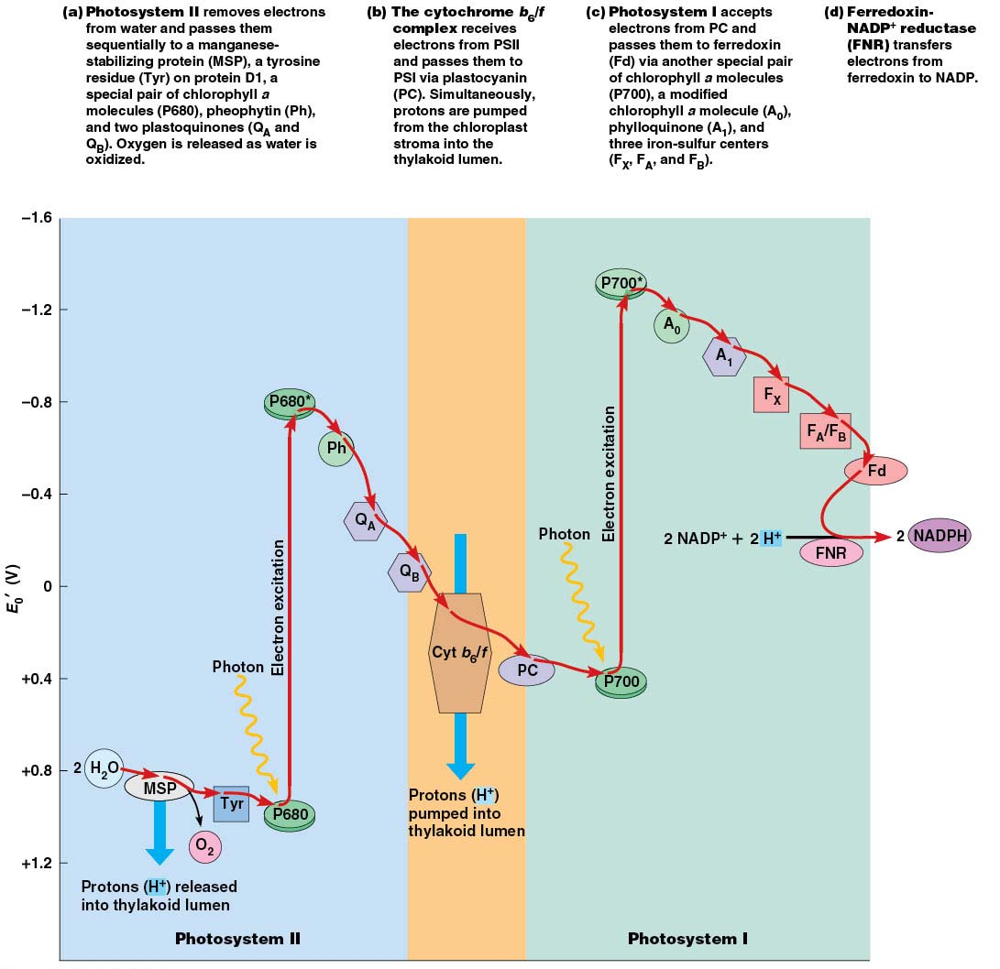 (a) Photosystem II removes electrons
from water and passes them
sequentially to a manganese-
stabilizing protein (MSP), a tyrosine
residue (Tyr) on protein D1, a
special pair of chlorophyll a
molecules (P680), pheophytin (Ph),
and two plastoquinones (QA and
QB). Oxygen is released as water is
oxidized.
(b) The cytochrome b6/f
complex receives
electrons from PSII
and passes them to
PSI via plastocyanin
(PC). Simultaneously,
protons are pumped
from the chloroplast
stroma into the
thylakoid lumen.
(c) Photosystem I accepts
electrons from PC and
passes them to ferredoxin
(Fd) via another special pair
of chlorophyll a molecules
(P700), a modified
chlorophyll a molecule (A0),
phylloquinone (A1), and
three iron-sulfur centers
(FX, FA, and FB).
(d) Ferredoxin-
NADP+ reductase
(FNR) transfers
electrons from
ferredoxin to NADP.
E0′ (V)
–1.6
–1.2
–0.8
–0.4
0
+0.4
+0.8
+1.2
2 H2O
MSP
O2
Tyr
P680
Protons (H+) released
into thylakoid lumen
Photon
Electron excitation
P680*
Ph
QA
QB
Cyt b6/f
Protons (H+)
pumped into
thylakoid lumen
PC
P700
Photon
Electron excitation
P700*
A0
A1
FX
FA/FB
Fd
2 NADP+ + 2 H+
FNR
2 NADPH
Photosystem II
Photosystem I